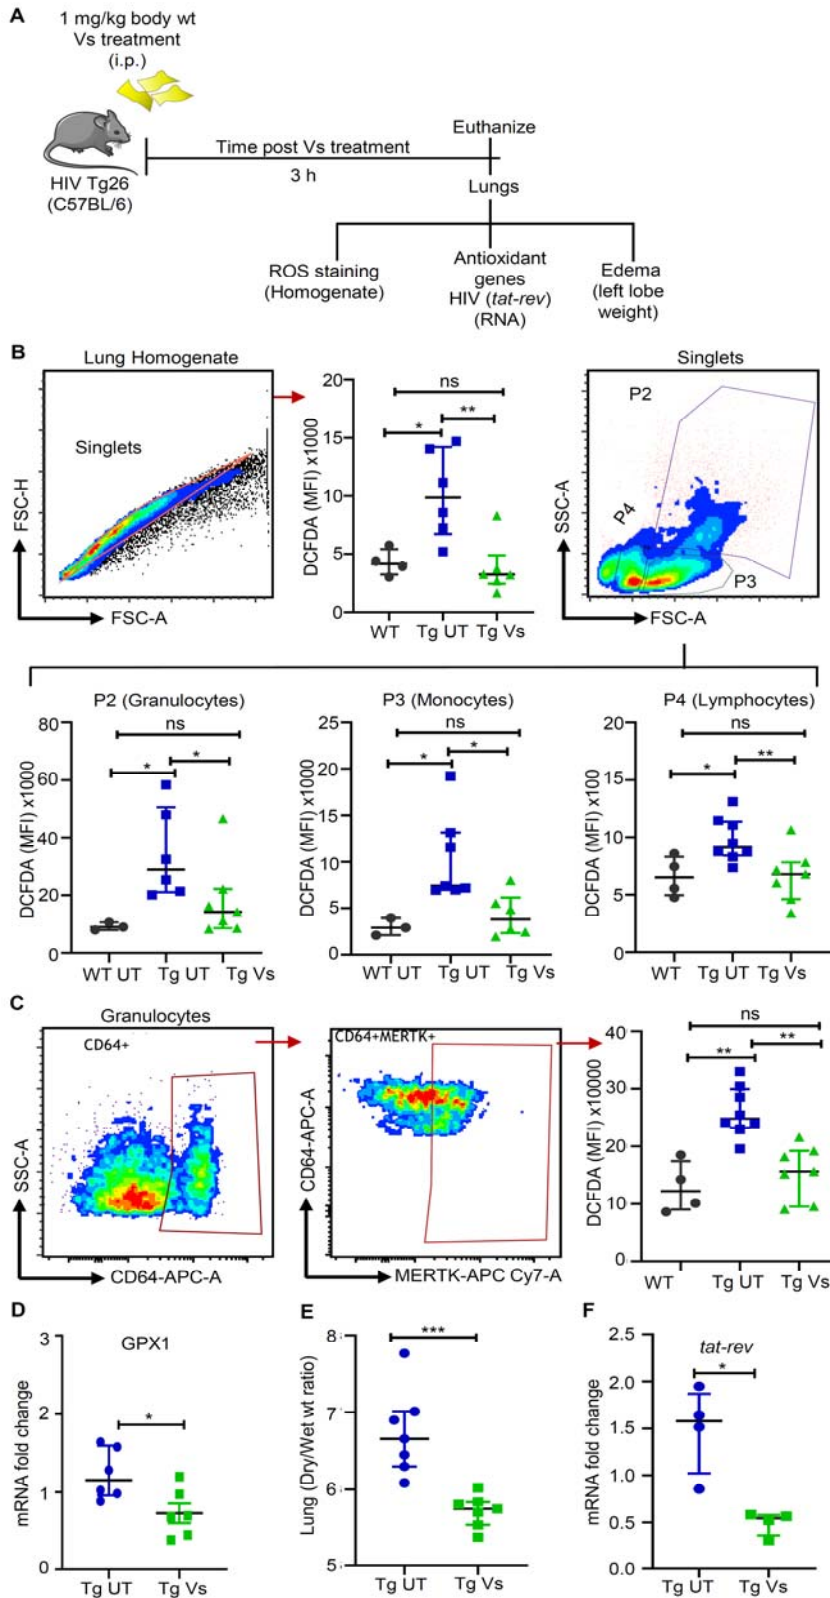 A
1 mg/kg body wt
Vs treatment
(i.p.)
HIV Tg26
(C57BL/6)
Time post Vs treatment
3 h
Euthanize
Lungs
ROS staining
(Homogenate)
Antioxidant
genes
HIV (tat-rev)
(RNA)
Edema
(left lobe
weight)
B
Lung Homogenate
Singlets
FSC-H
FSC-A
DCFDA (MFI) x1000
20
15
10
5
0
ns
*
**
WT
Tg UT
Tg Vs
Singlets
P2
P4
P3
SSC-A
FSC-A
P2 (Granulocytes)
DCFDA (MFI) x1000
80
60
40
20
0
ns
*
*
WT UT
Tg UT
Tg Vs
P3 (Monocytes)
DCFDA (MFI) x1000
25
20
15
10
5
0
ns
*
*
WT UT
Tg UT
Tg Vs
P4 (Lymphocytes)
DCFDA (MFI) x100
20
15
10
5
0
ns
*
**
WT
Tg UT
Tg Vs
C
Granulocytes
CD64+
SSC-A
CD64-APC-A
CD64+MERTK+
CD64-APC-A
MERTK-APC Cy7-A
DCFDA (MFI) x10000
40
30
20
10
0
ns
**
**
WT
Tg UT
Tg Vs
D
GPX1
mRNA fold change
3
2
1
0
*
Tg UT
Tg Vs
E
Lung (Dry/Wet wt ratio)
8
7
6
5
***
Tg UT
Tg Vs
F
tat-rev
mRNA fold change
2.5
2.0
1.5
1.0
0.5
0.0
*
Tg UT
Tg Vs